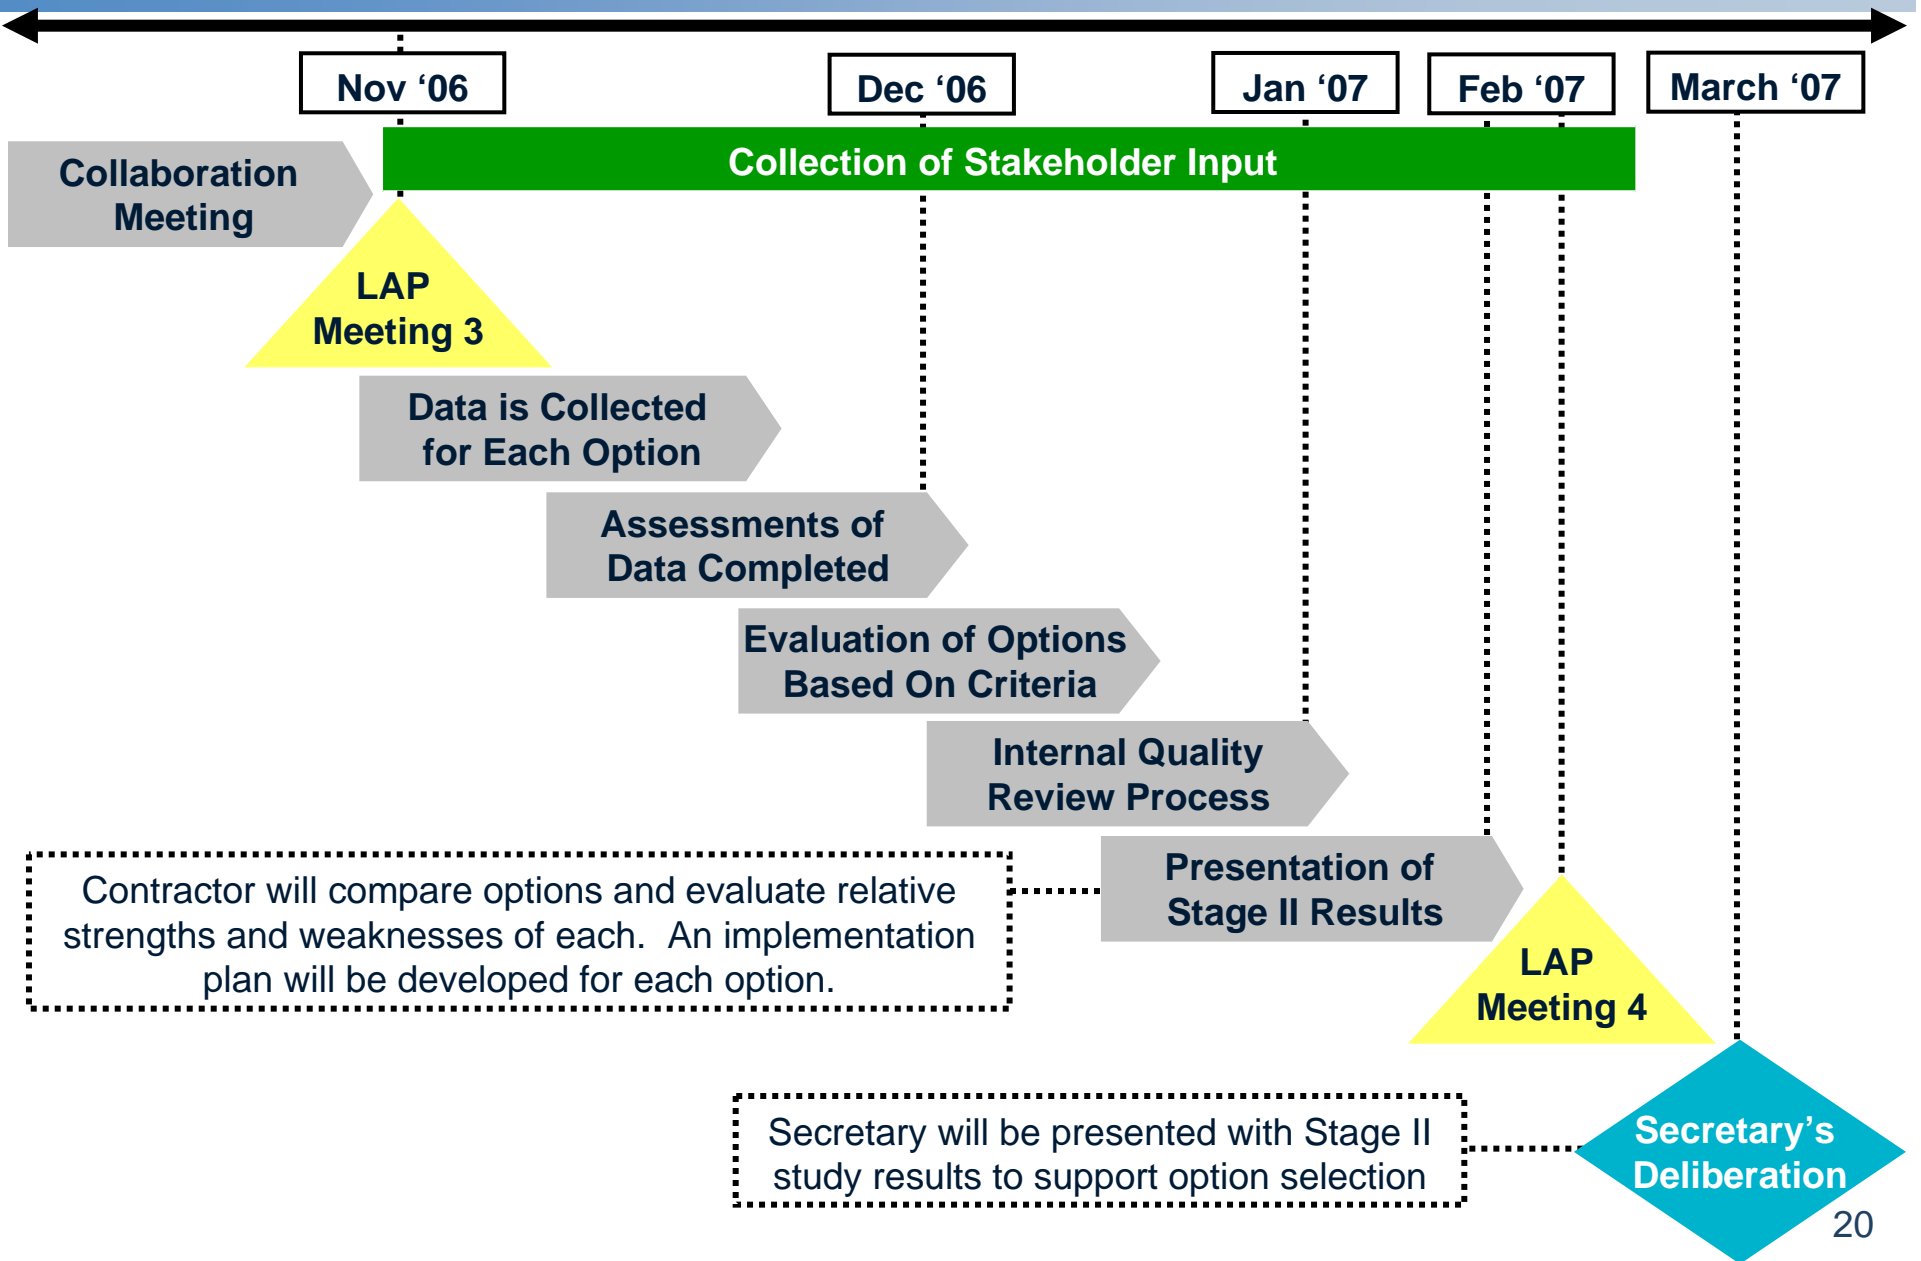 Nov ‘06
Dec ‘06
Jan ‘07
Feb ‘07
March ‘07
Collection of Stakeholder Input
Collaboration
Meeting
LAP
Meeting 3
Data is Collected
for Each Option
Assessments of
Data Completed
Evaluation of Options
Based On Criteria
Internal Quality
Review Process
Presentation of
Stage II Results
Contractor will compare options and evaluate relative
strengths and weaknesses of each. An implementation
plan will be developed for each option.
LAP
Meeting 4
Secretary will be presented with Stage II
study results to support option selection
Secretary’s
Deliberation
20